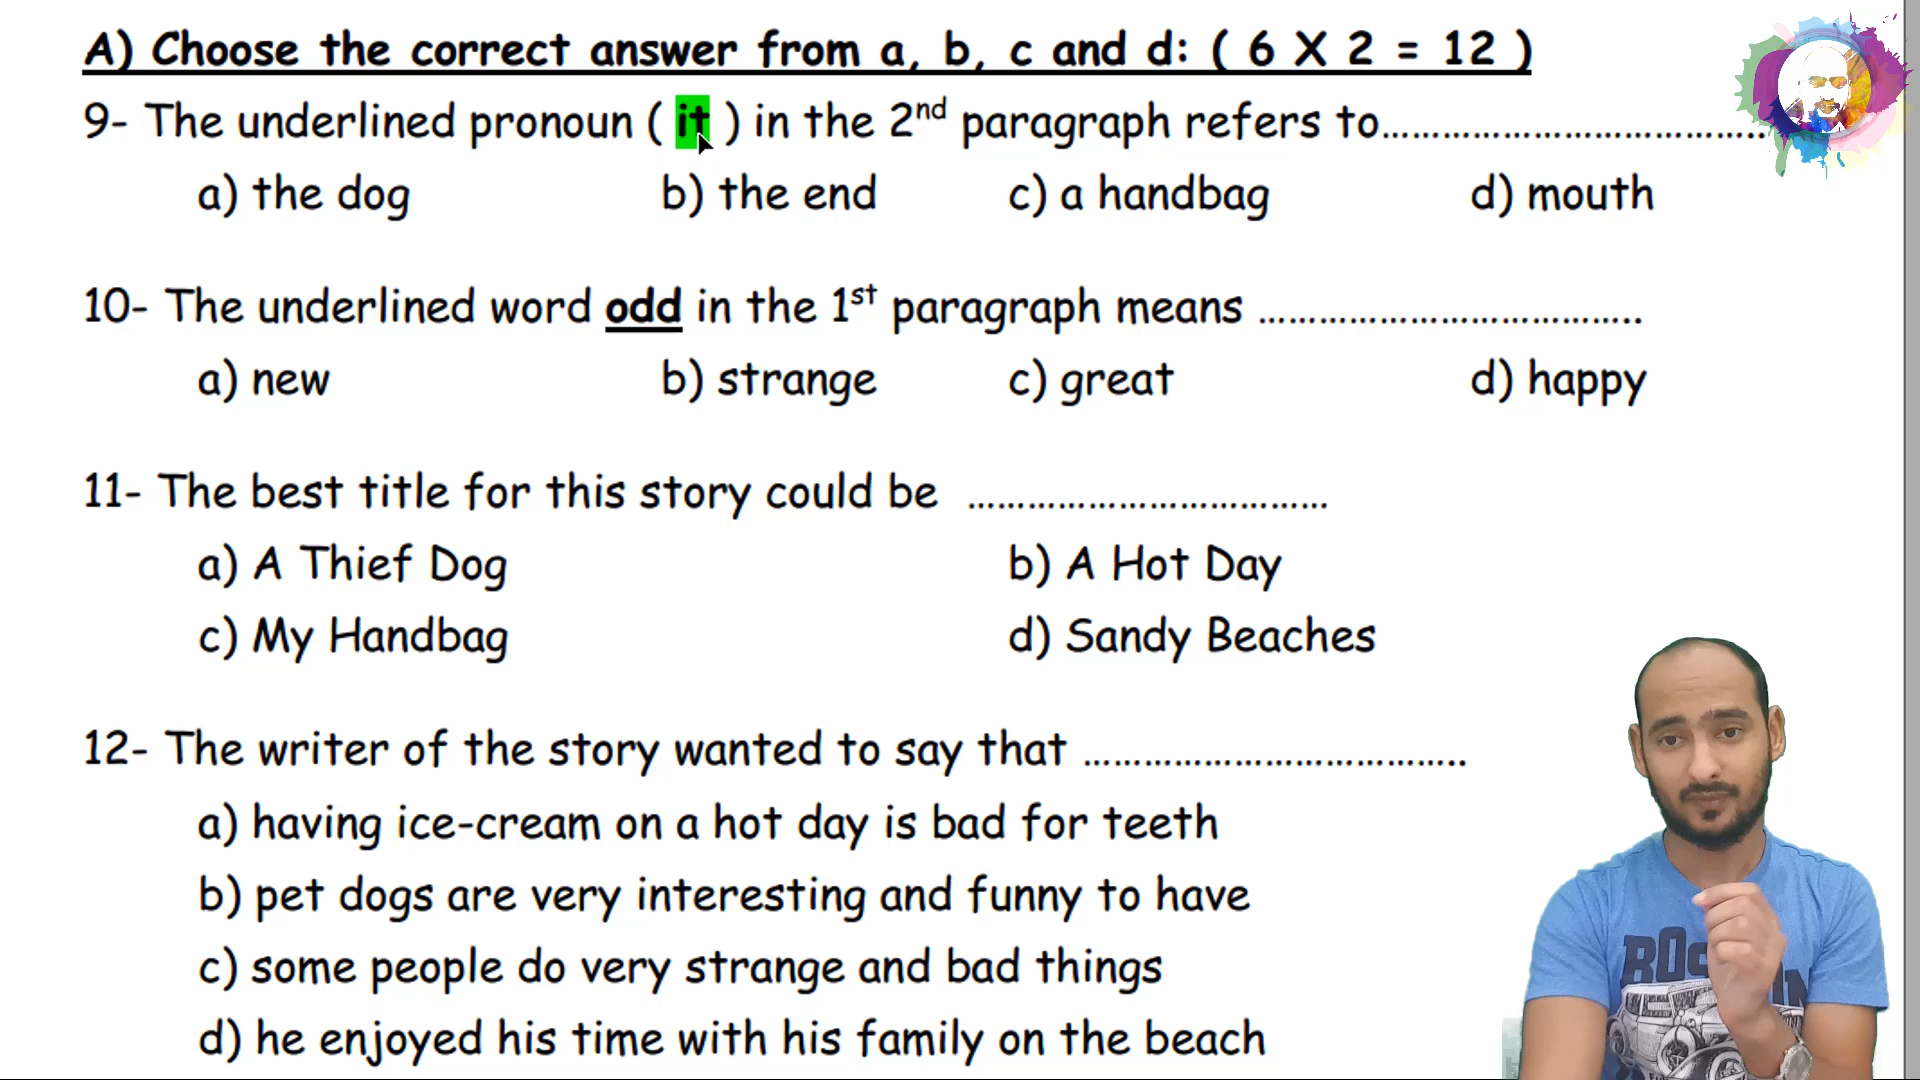 A) Choose the correct answer from a, b, c and d: ( 6 X 2 = 12 )
9- The underlined pronoun ( it ) in the 2nd paragraph refers to……………………………………..
a) the dog b) the end c) a handbag d) mouth
10- The underlined word odd in the 1st paragraph means ………………………………..
a) new b) strange c) great d) happy
11- The best title for this story could be ………………………………
a) A Thief Dog b) A Hot Day
c) My Handbag d) Sandy Beaches
12- The writer of the story wanted to say that ………………………………..
a) having ice-cream on a hot day is bad for teeth
b) pet dogs are very interesting and funny to have
c) some people do very strange and bad things
d) he enjoyed his time with his family on the beach